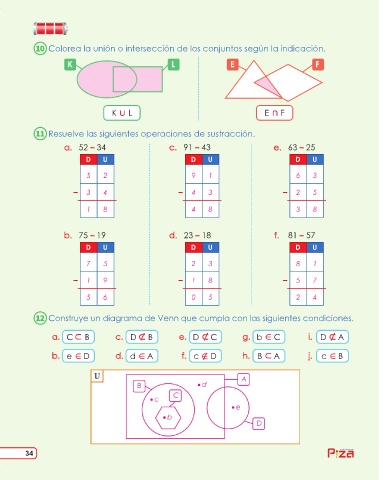 10 Colorea la unión o intersección de los conjuntos según la indicación.
K L E F
K U L E ∩ F
11 Resuelve las siguientes operaciones de sustracción.
a. 52 – 34 c. 91 – 43 e. 63 – 25
D U D U D U
5 2 9 1 6 3
– 3 4 – 4 3 – 2 5
1 8 4 8 3 8
b. 75 – 19 d. 23 – 18 f. 81 – 57
D U D U D U
7 5 2 3 8 1
– 1 9 – 1 8 – 5 7
5 6 0 5 2 4
12 Construye un diagrama de Venn que cumpla con las siguientes condiciones.
a. C ⊂ B c. D ⊄ B e. D ⊄ C g. b ∈ C i. D ⊄ A
b. e ∈ D d. d ∈ A f. c ∉ D h. B ⊂ A j. c ∈ B
U
B d A
C
c
e
b
D
34